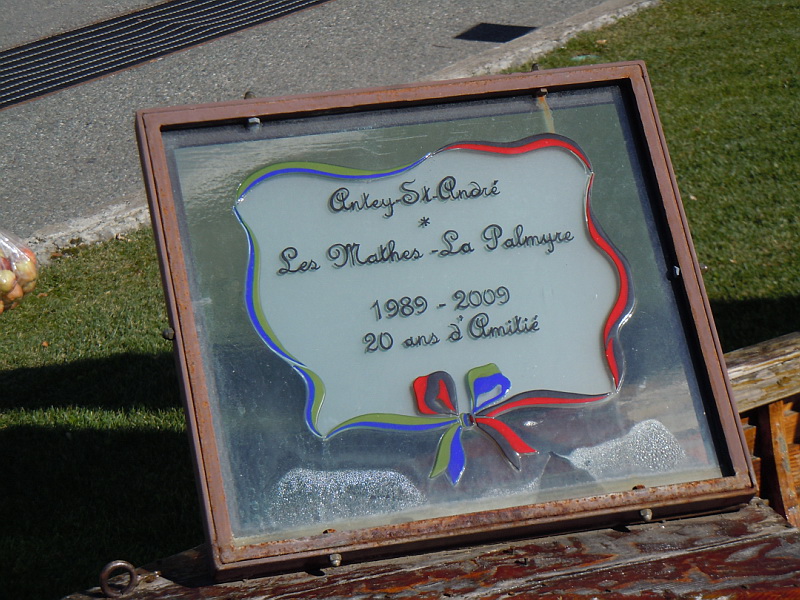 Antey-St-André
*
Les Mathes - La Palmyre
1989 - 2009
20 ans d'Amitié